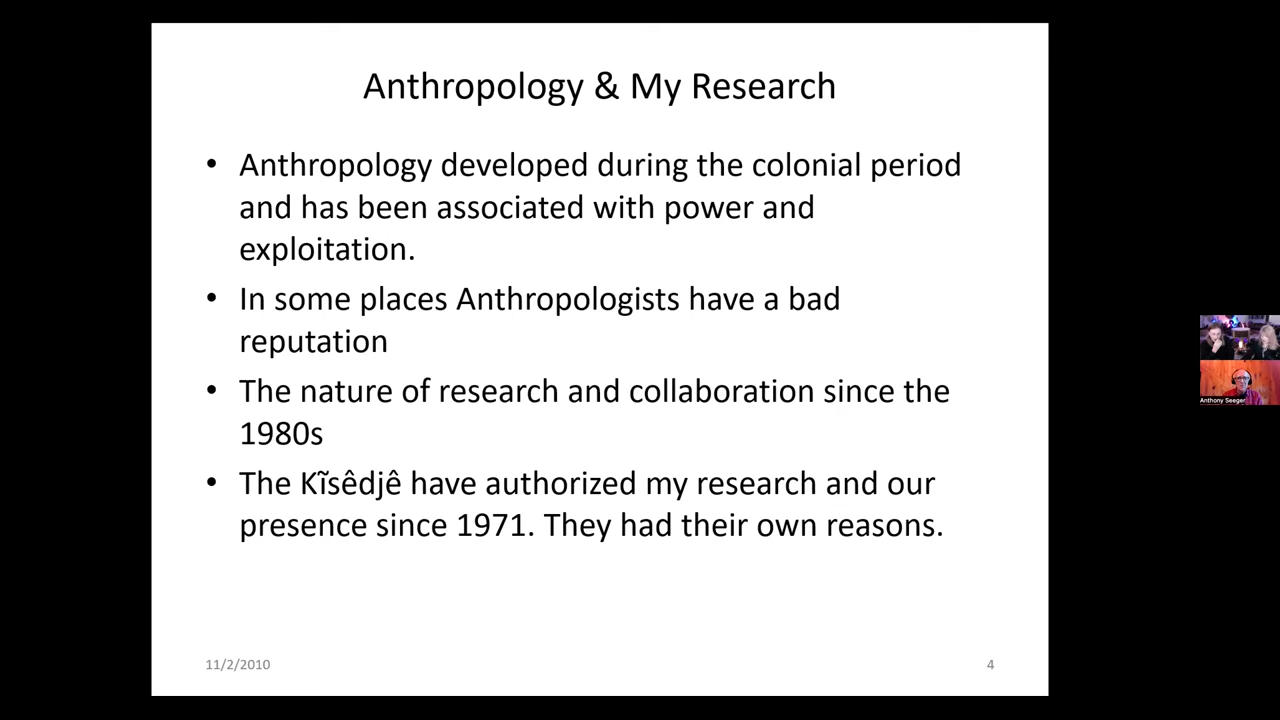 Anthropology & My Research
• Anthropology developed during the colonial period
and has been associated with power and
exploitation.
• In some places Anthropologists have a bad
reputation
• The nature of research and collaboration since the
1980s
• The Kĩsêdjê have authorized my research and our
presence since 1971. They had their own reasons.
11/2/2010
4
Anthony Seeger